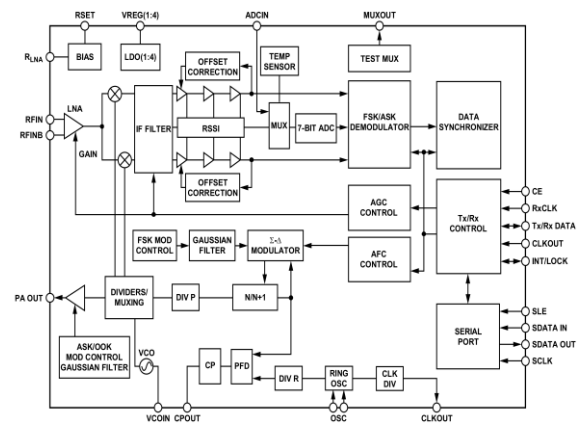 RSET
VREG(1:4)
ADCIN
MUXOUT
RLNA
BIAS
LDO(1:4)
OFFSET
CORRECTION
TEMP
SENSOR
TEST MUX
RFIN
RFINB
LNA
GAIN
IF FILTER
RSSI
MUX
7-BIT ADC
FSK/ASK
DEMODULATOR
DATA
SYNCHRONIZER
OFFSET
CORRECTION
AGC
CONTROL
Tx/Rx
CONTROL
CE
RxCLK
Tx/Rx DATA
CLKOUT
INT/LOCK
FSK MOD
CONTROL
GAUSSIAN
FILTER
Σ-Δ
MODULATOR
AFC
CONTROL
PA OUT
DIVIDERS/
MUXING
DIV P
N/N+1
SERIAL
PORT
SLE
SDATA IN
SDATA OUT
SCLK
ASK/OOK
MOD CONTROL
GAUSSIAN FILTER
VCO
CP
PFD
DIV R
RING
OSC
CLK
DIV
VCOIN
CPOUT
OSC
CLKOUT